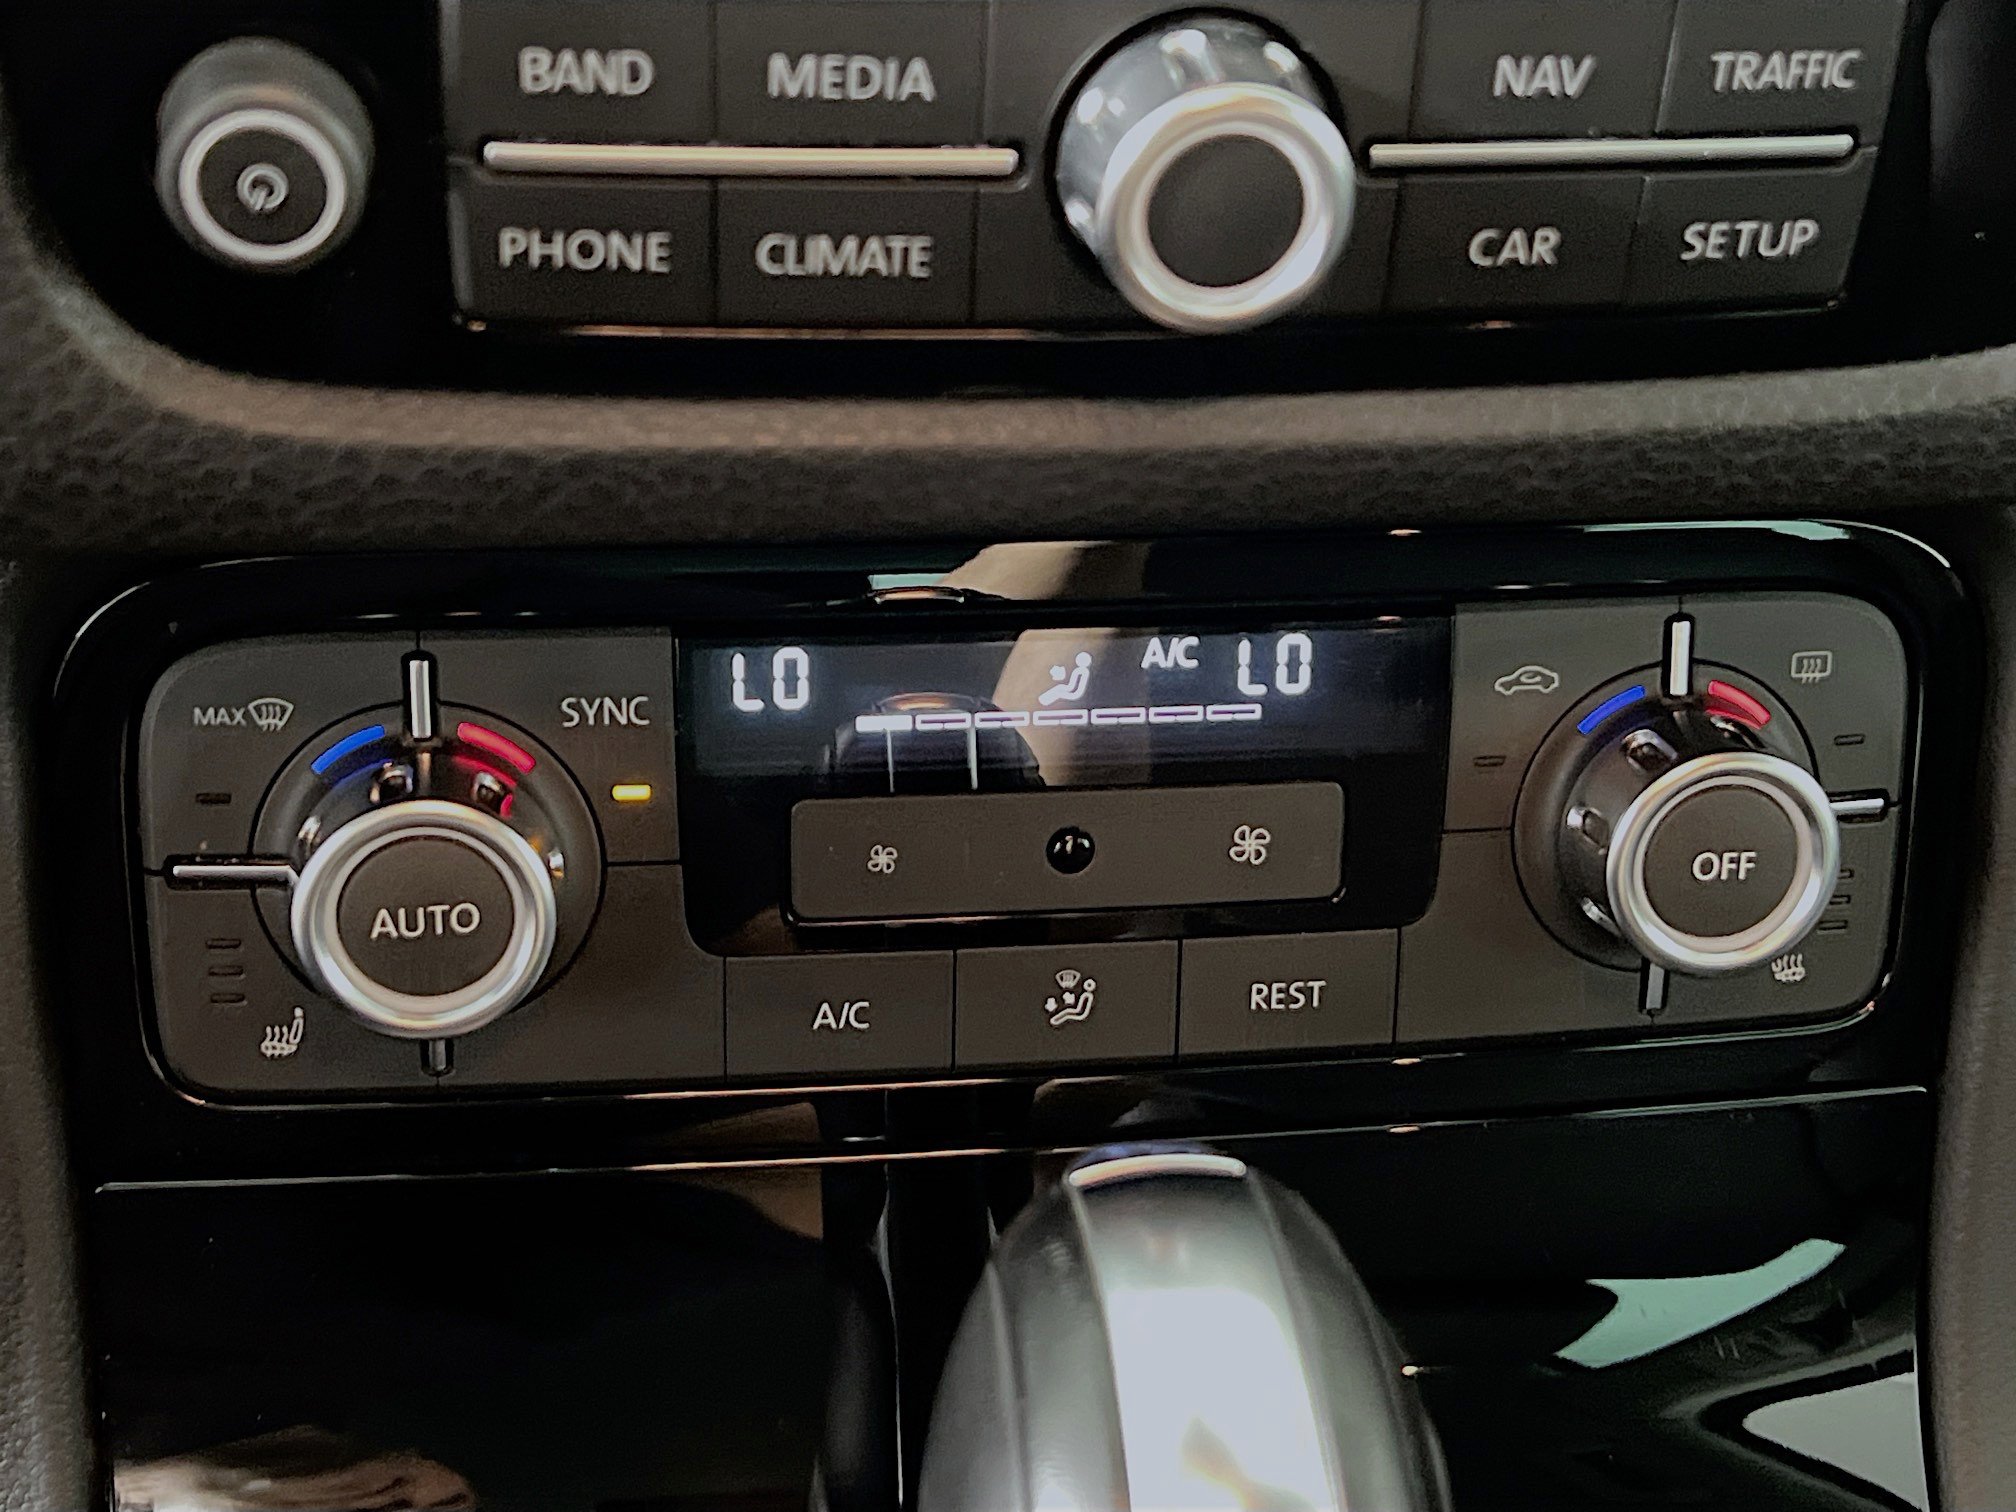 BAND MEDIA NAV TRAFFIC
PHONE CLIMATE CAR SETUP
LO A/C LO
MAX SYNC
AUTO OFF
A/C REST